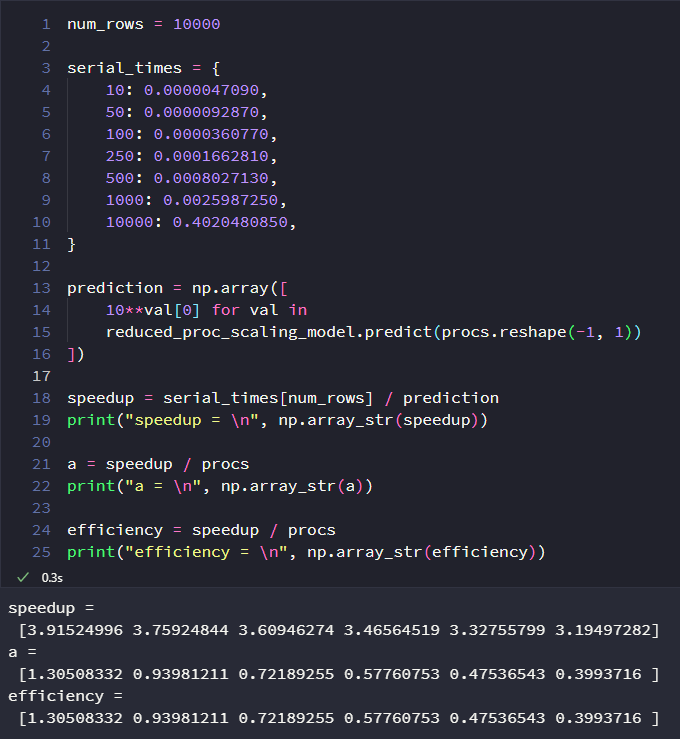 1 num_rows = 10000
2
3 serial_times = {
4     10: 0.0000047090,
5     50: 0.0000092870,
6     100: 0.0000360770,
7     250: 0.0001662810,
8     500: 0.0008027130,
9     1000: 0.0025987250,
10     10000: 0.4020480850,
11 }
12
13 prediction = np.array([
14     10**val[0] for val in
15     reduced_proc_scaling_model.predict(procs.reshape(-1, 1))
16 ])
17
18 speedup = serial_times[num_rows] / prediction
19 print("speedup = \n", np.array_str(speedup))
20
21 a = speedup / procs
22 print("a = \n", np.array_str(a))
23
24 efficiency = speedup / procs
25 print("efficiency = \n", np.array_str(efficiency))
✓ 0.3s
speedup =
 [3.91524996 3.75924844 3.60946274 3.46564519 3.32755799 3.19497282]
a =
 [1.30508332 0.93981211 0.72189255 0.57760753 0.47536543 0.3993716 ]
efficiency =
 [1.30508332 0.93981211 0.72189255 0.57760753 0.47536543 0.3993716 ]